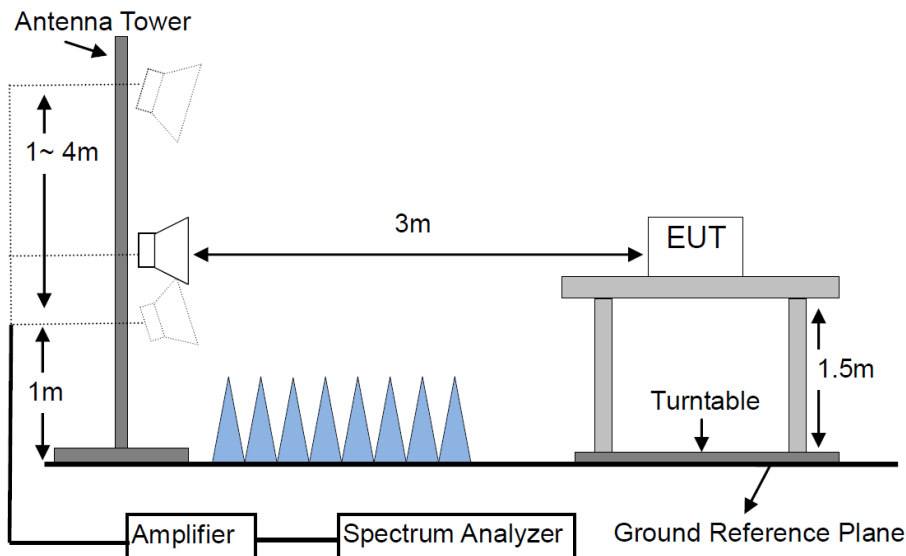 Antenna Tower
1~ 4m
3m
EUT
1m
1.5m
Turntable
Amplifier
Spectrum Analyzer
Ground Reference Plane